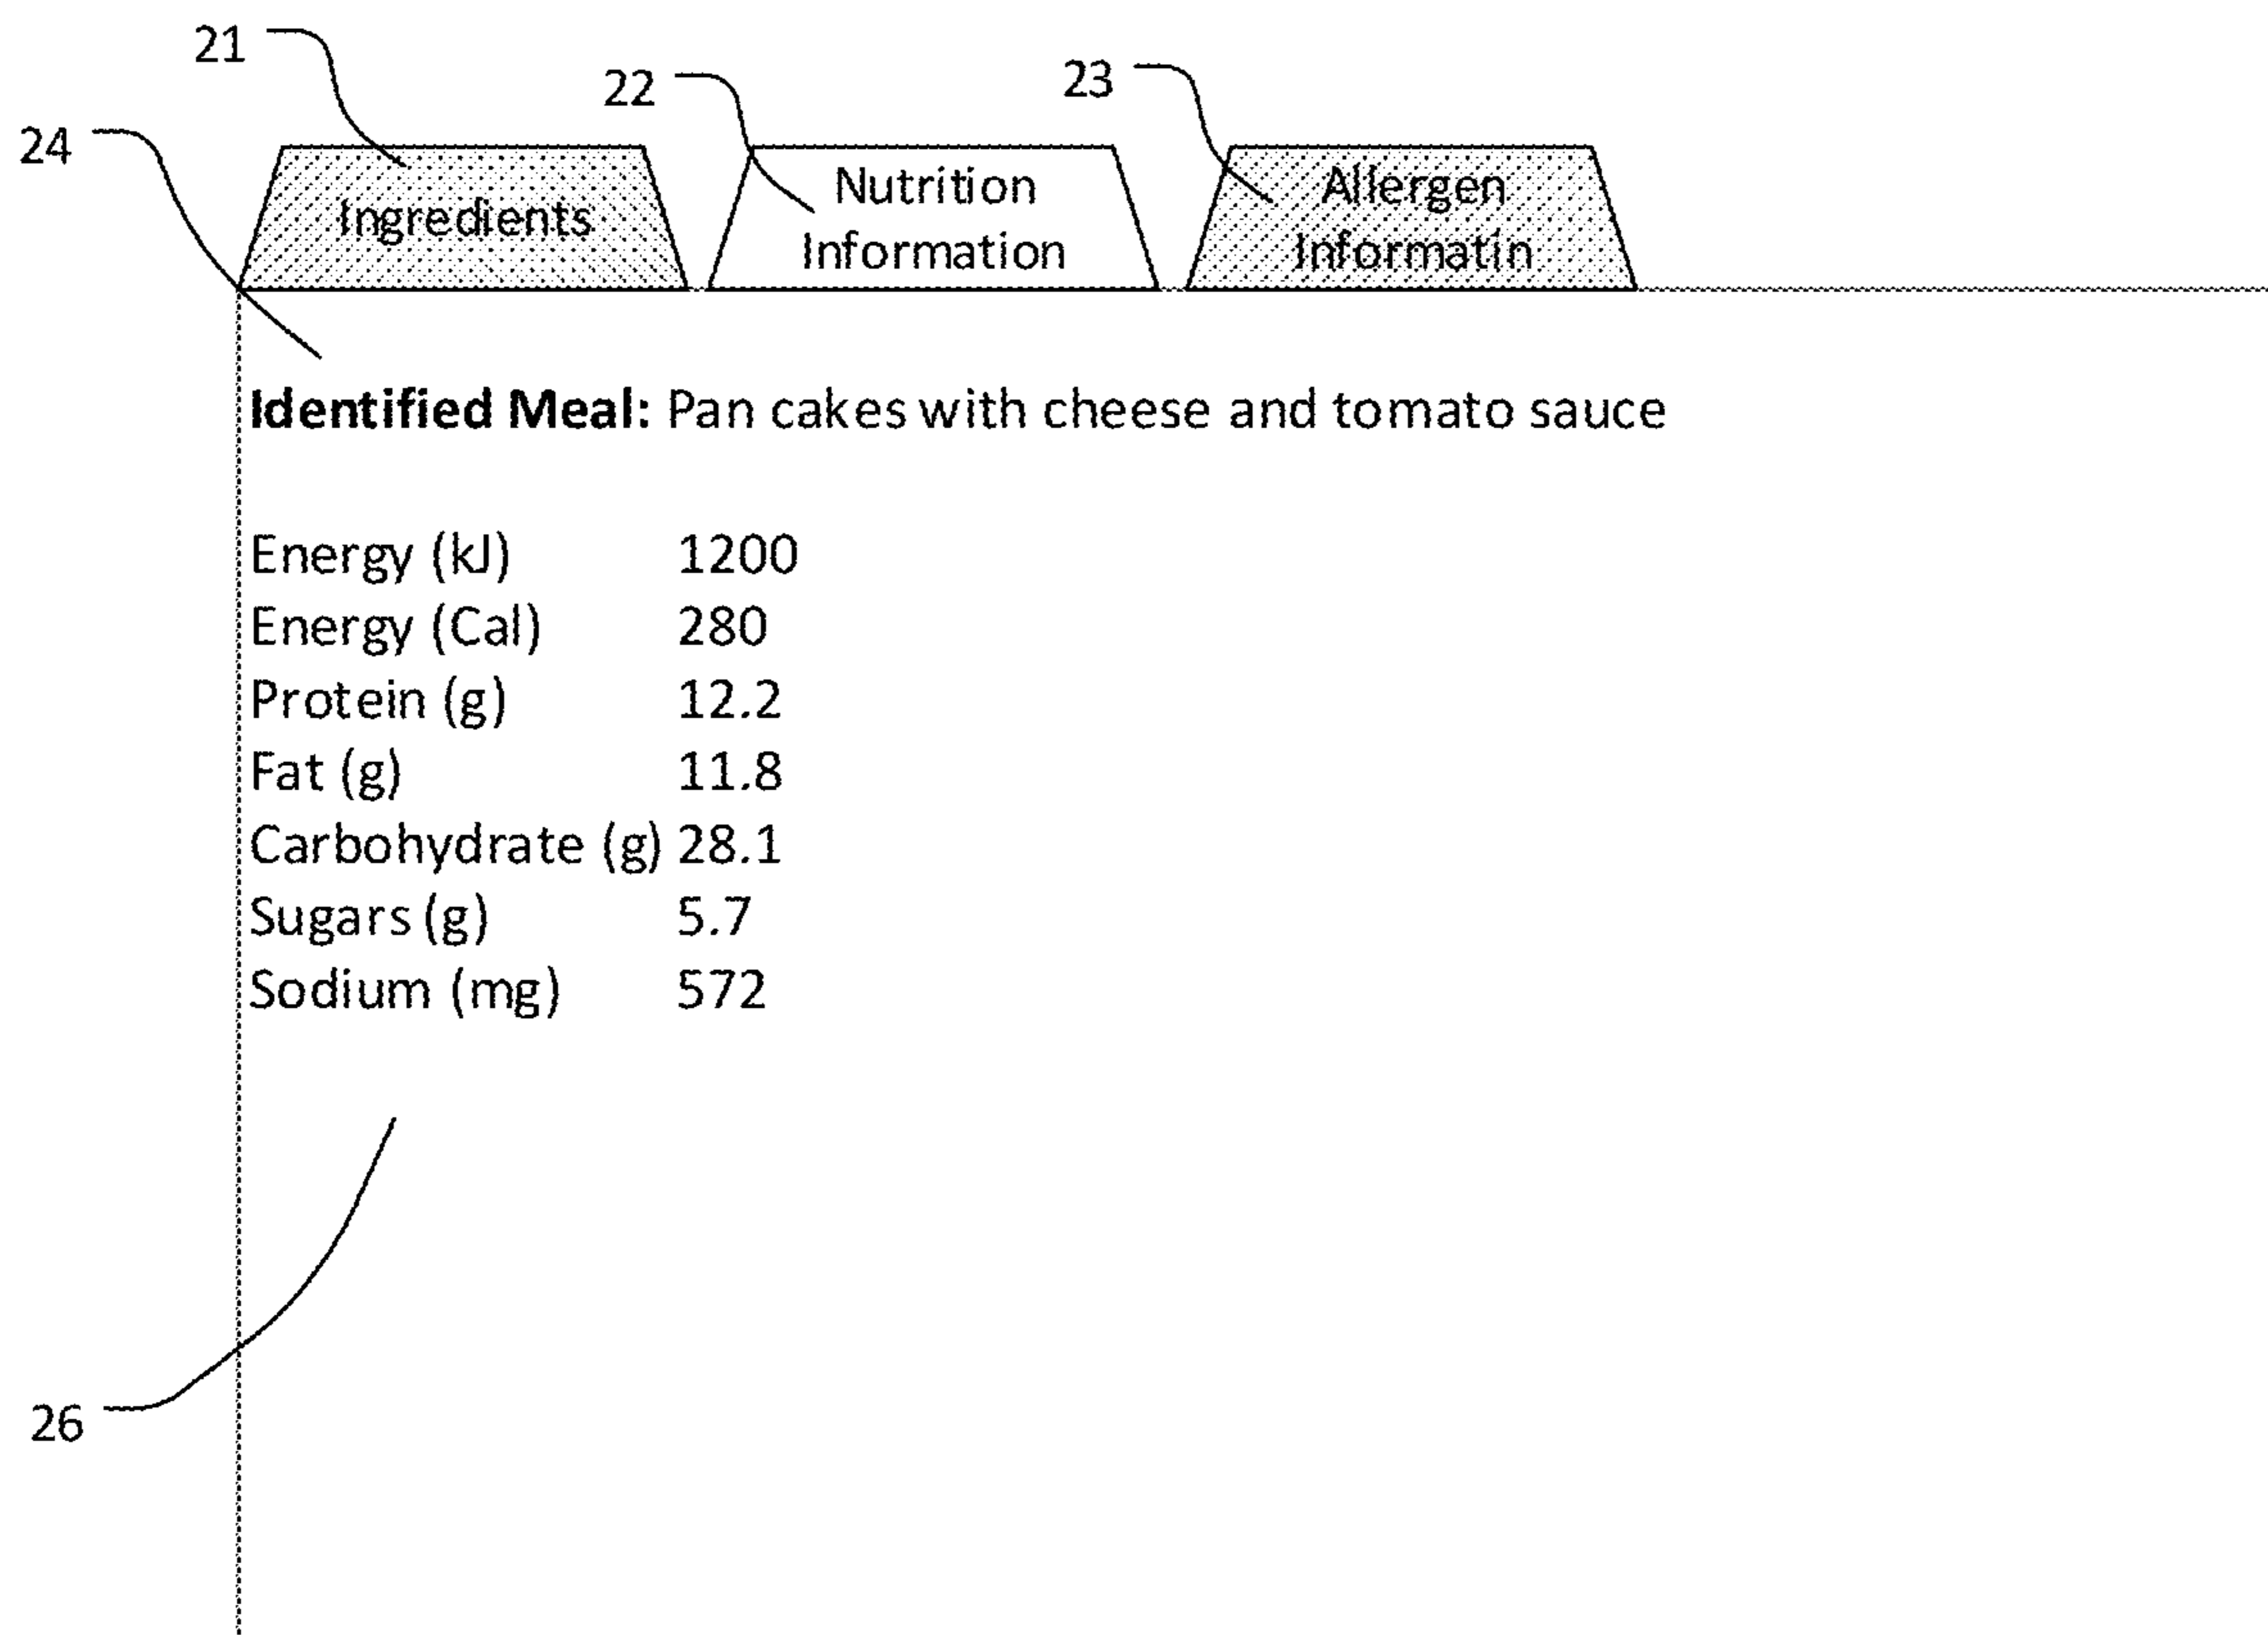 21
22
23
24
Ingredients
Nutrition
Information
Allergen
Informatin
Identified Meal: Pan cakes with cheese and tomato sauce
Energy (kJ) 1200
Energy (Cal) 280
Protein (g) 12.2
Fat (g) 11.8
Carbohydrate (g) 28.1
Sugars (g) 5.7
Sodium (mg) 572
26